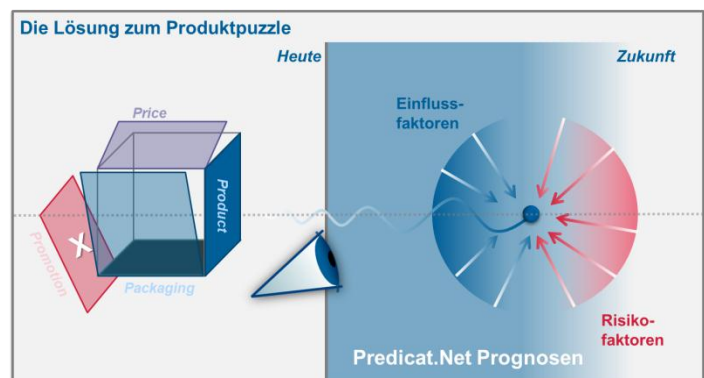 Die Lösung zum Produktpuzzle
Heute
Zukunft
Price
Product
X
Promotion
Packaging
Einfluss-
faktoren
Risiko-
faktoren
Predicat.Net Prognosen